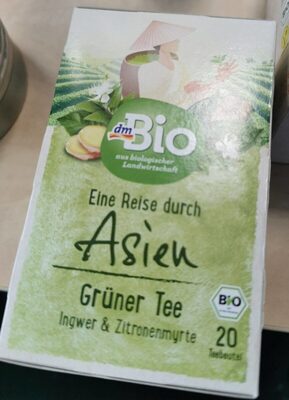 dm
Bio
aus biologischer
Landwirtschaft
Eine Reise durch
Asien
Grüner Tee
Ingwer & Zitronenmyrte
BIO
20
Teebeutel